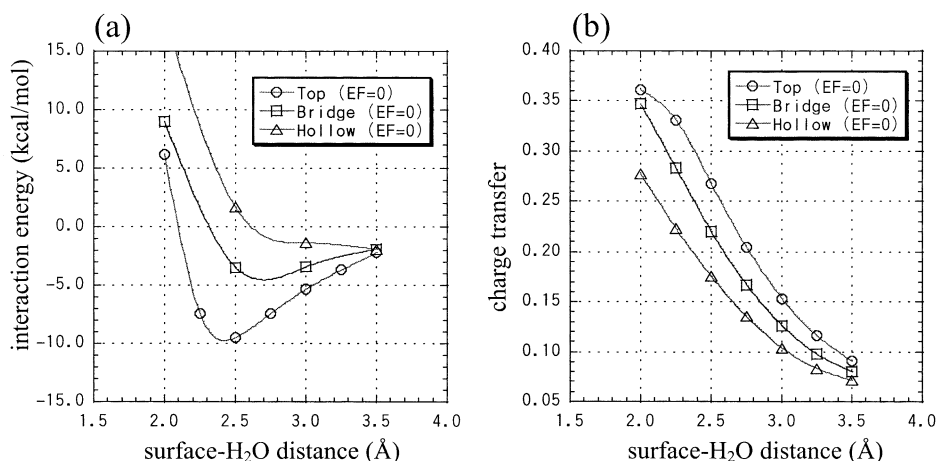 (a)
15.0
10.0
5.0
0.0
-5.0
-10.0
-15.0
interaction energy (kcal/mol)
Top (EF=0)
Bridge (EF=0)
Hollow (EF=0)
1.5 2.0 2.5 3.0 3.5 4.0
surface-H₂O distance (Å)
(b)
0.40
0.35
0.30
0.25
0.20
0.15
0.10
0.05
charge transfer
Top (EF=0)
Bridge (EF=0)
Hollow (EF=0)
1.5 2.0 2.5 3.0 3.5 4.0
surface-H₂O distance (Å)